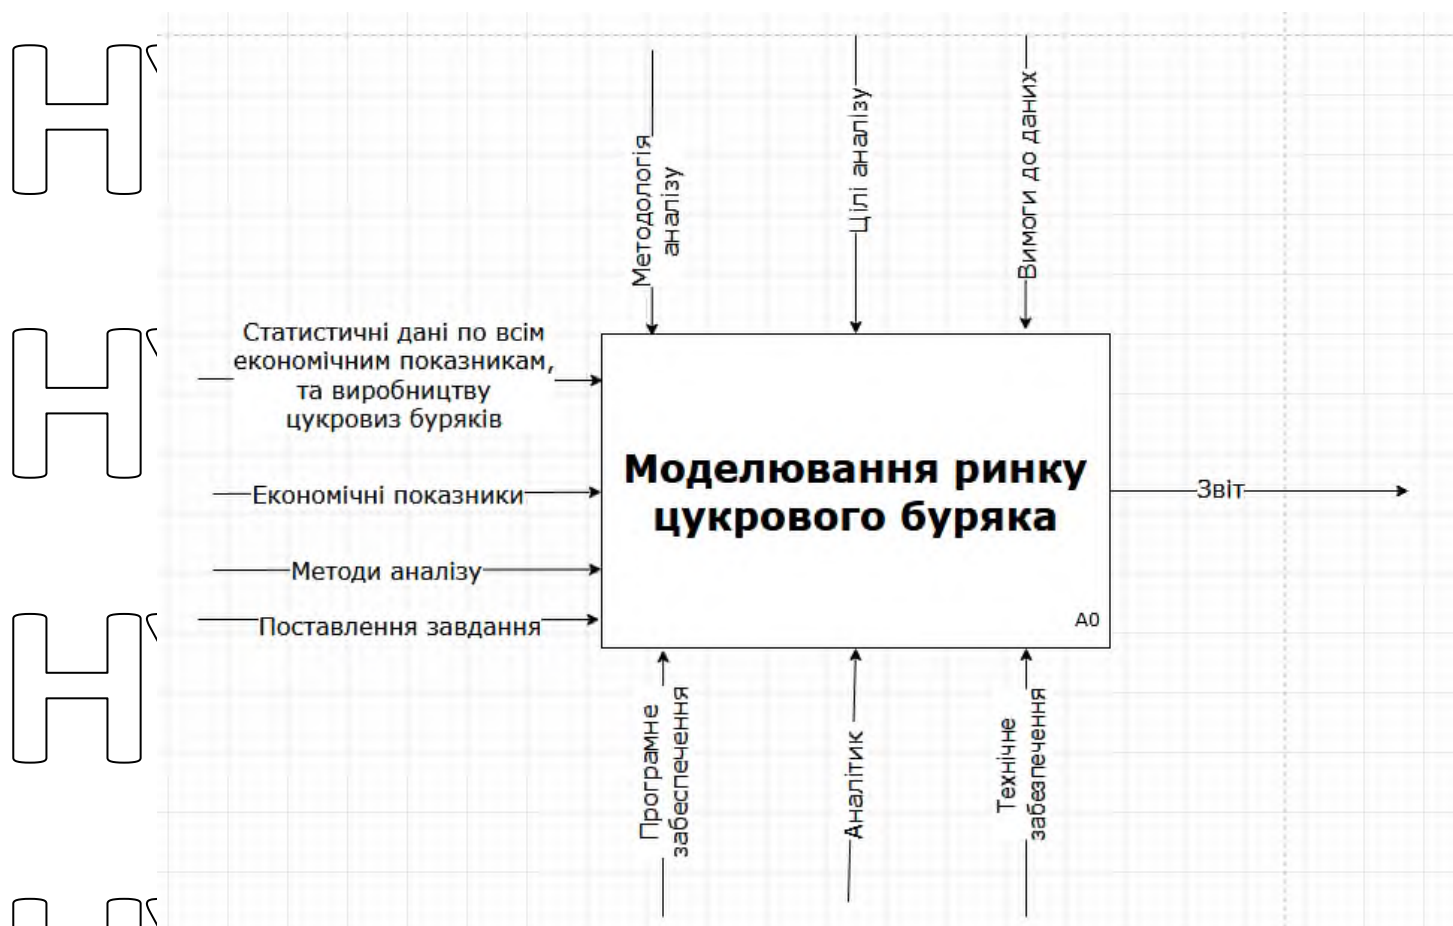 Н
Н
Н
Н
Методологія
аналізу
Цілі аналізу
Вимоги до даних
Статистичні дані по всім
економічним показникам,
та виробництву
цукровиз буряків
Економічні показники
Методи аналізу
Поставлення завдання
Моделювання ринку
цукрового буряка
A0
Звіт
Програмне
забеспечення
Аналітик
Технічне
забезпечення